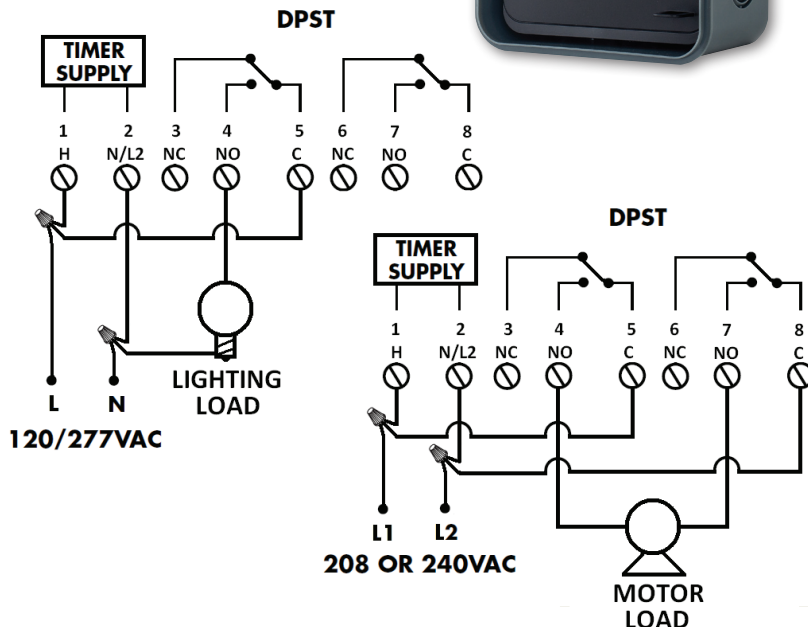 DPST
TIMER
SUPPLY
1 2 3 4 5 6 7 8
H N/L2 NC NO C NC NO C
LIGHTING
LOAD
L N
120/277VAC
DPST
TIMER
SUPPLY
1 2 3 4 5 6 7 8
H N/L2 NC NO C NC NO C
L1 L2
208 OR 240VAC
MOTOR
LOAD